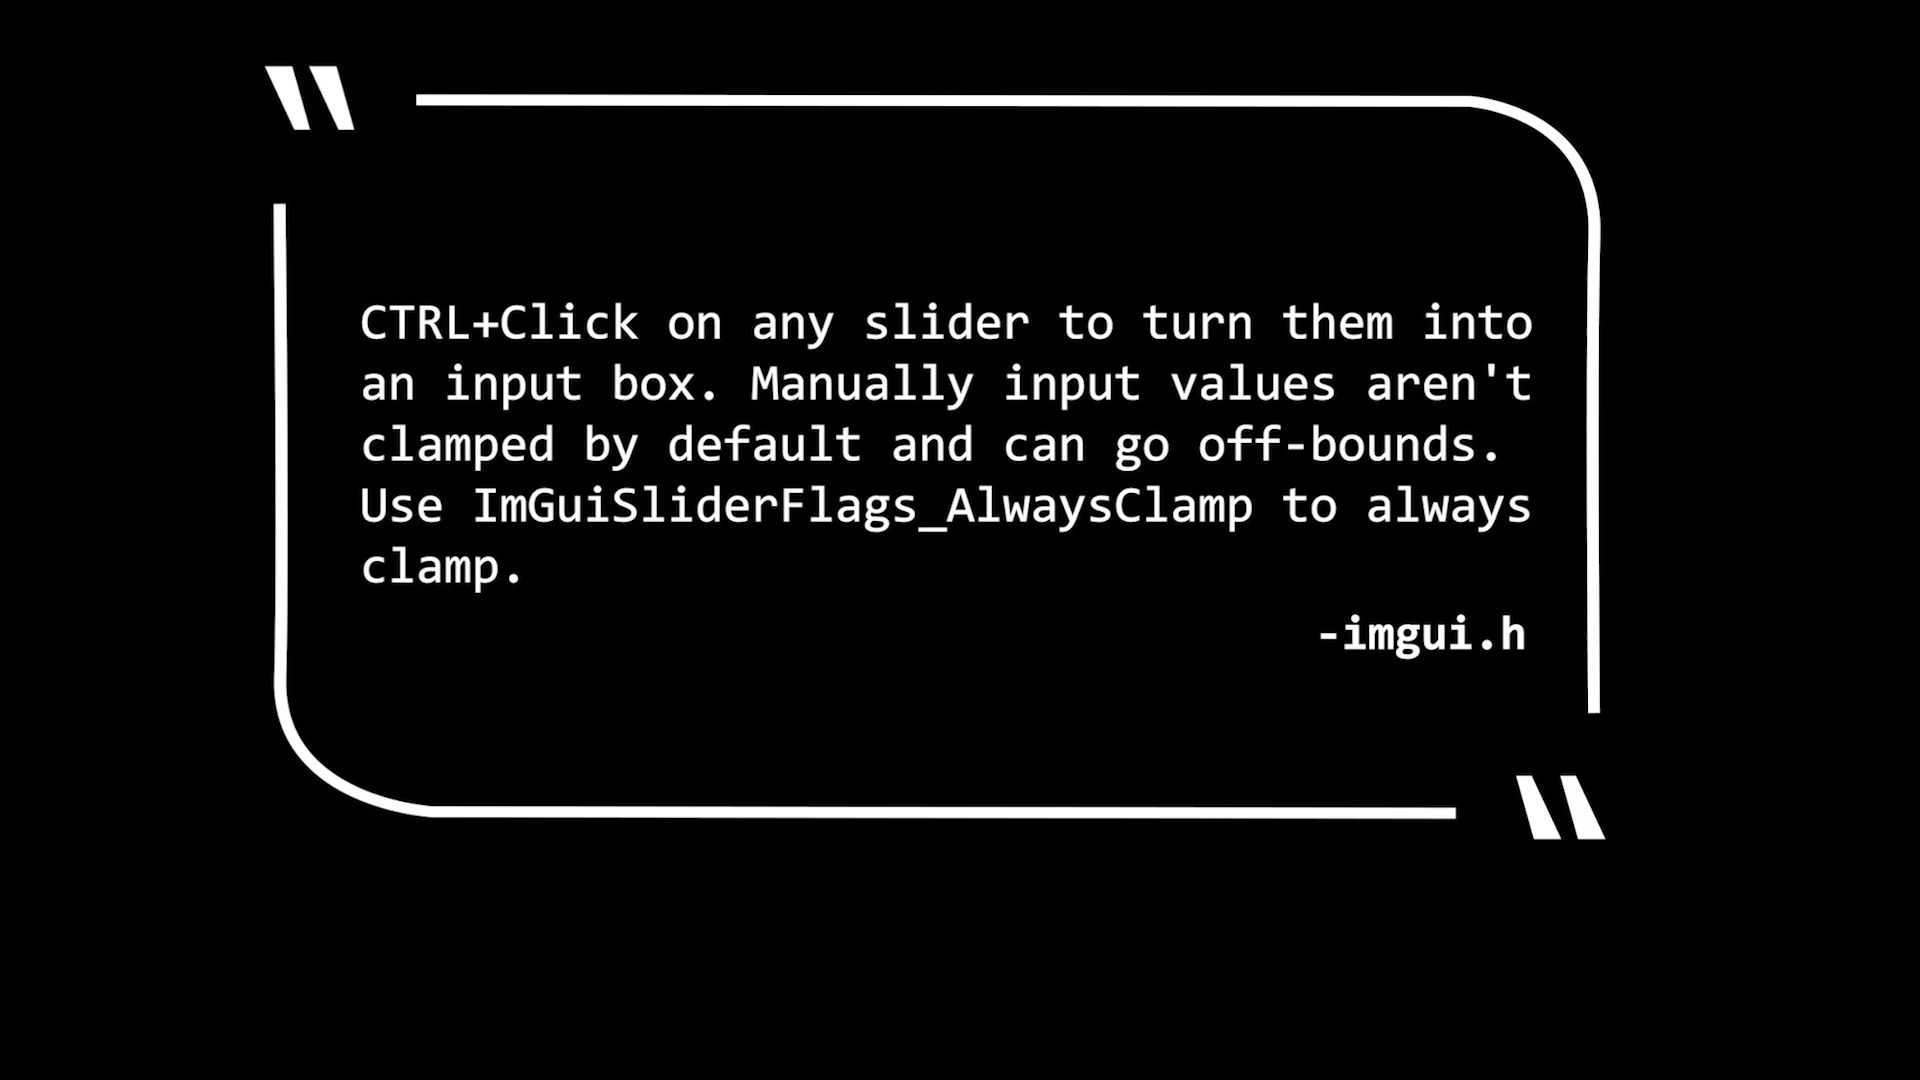 CTRL+Click on any slider to turn them into
an input box. Manually input values aren't
clamped by default and can go off-bounds.
Use ImGuiSliderFlags_AlwaysClamp to always
clamp.
-imgui.h